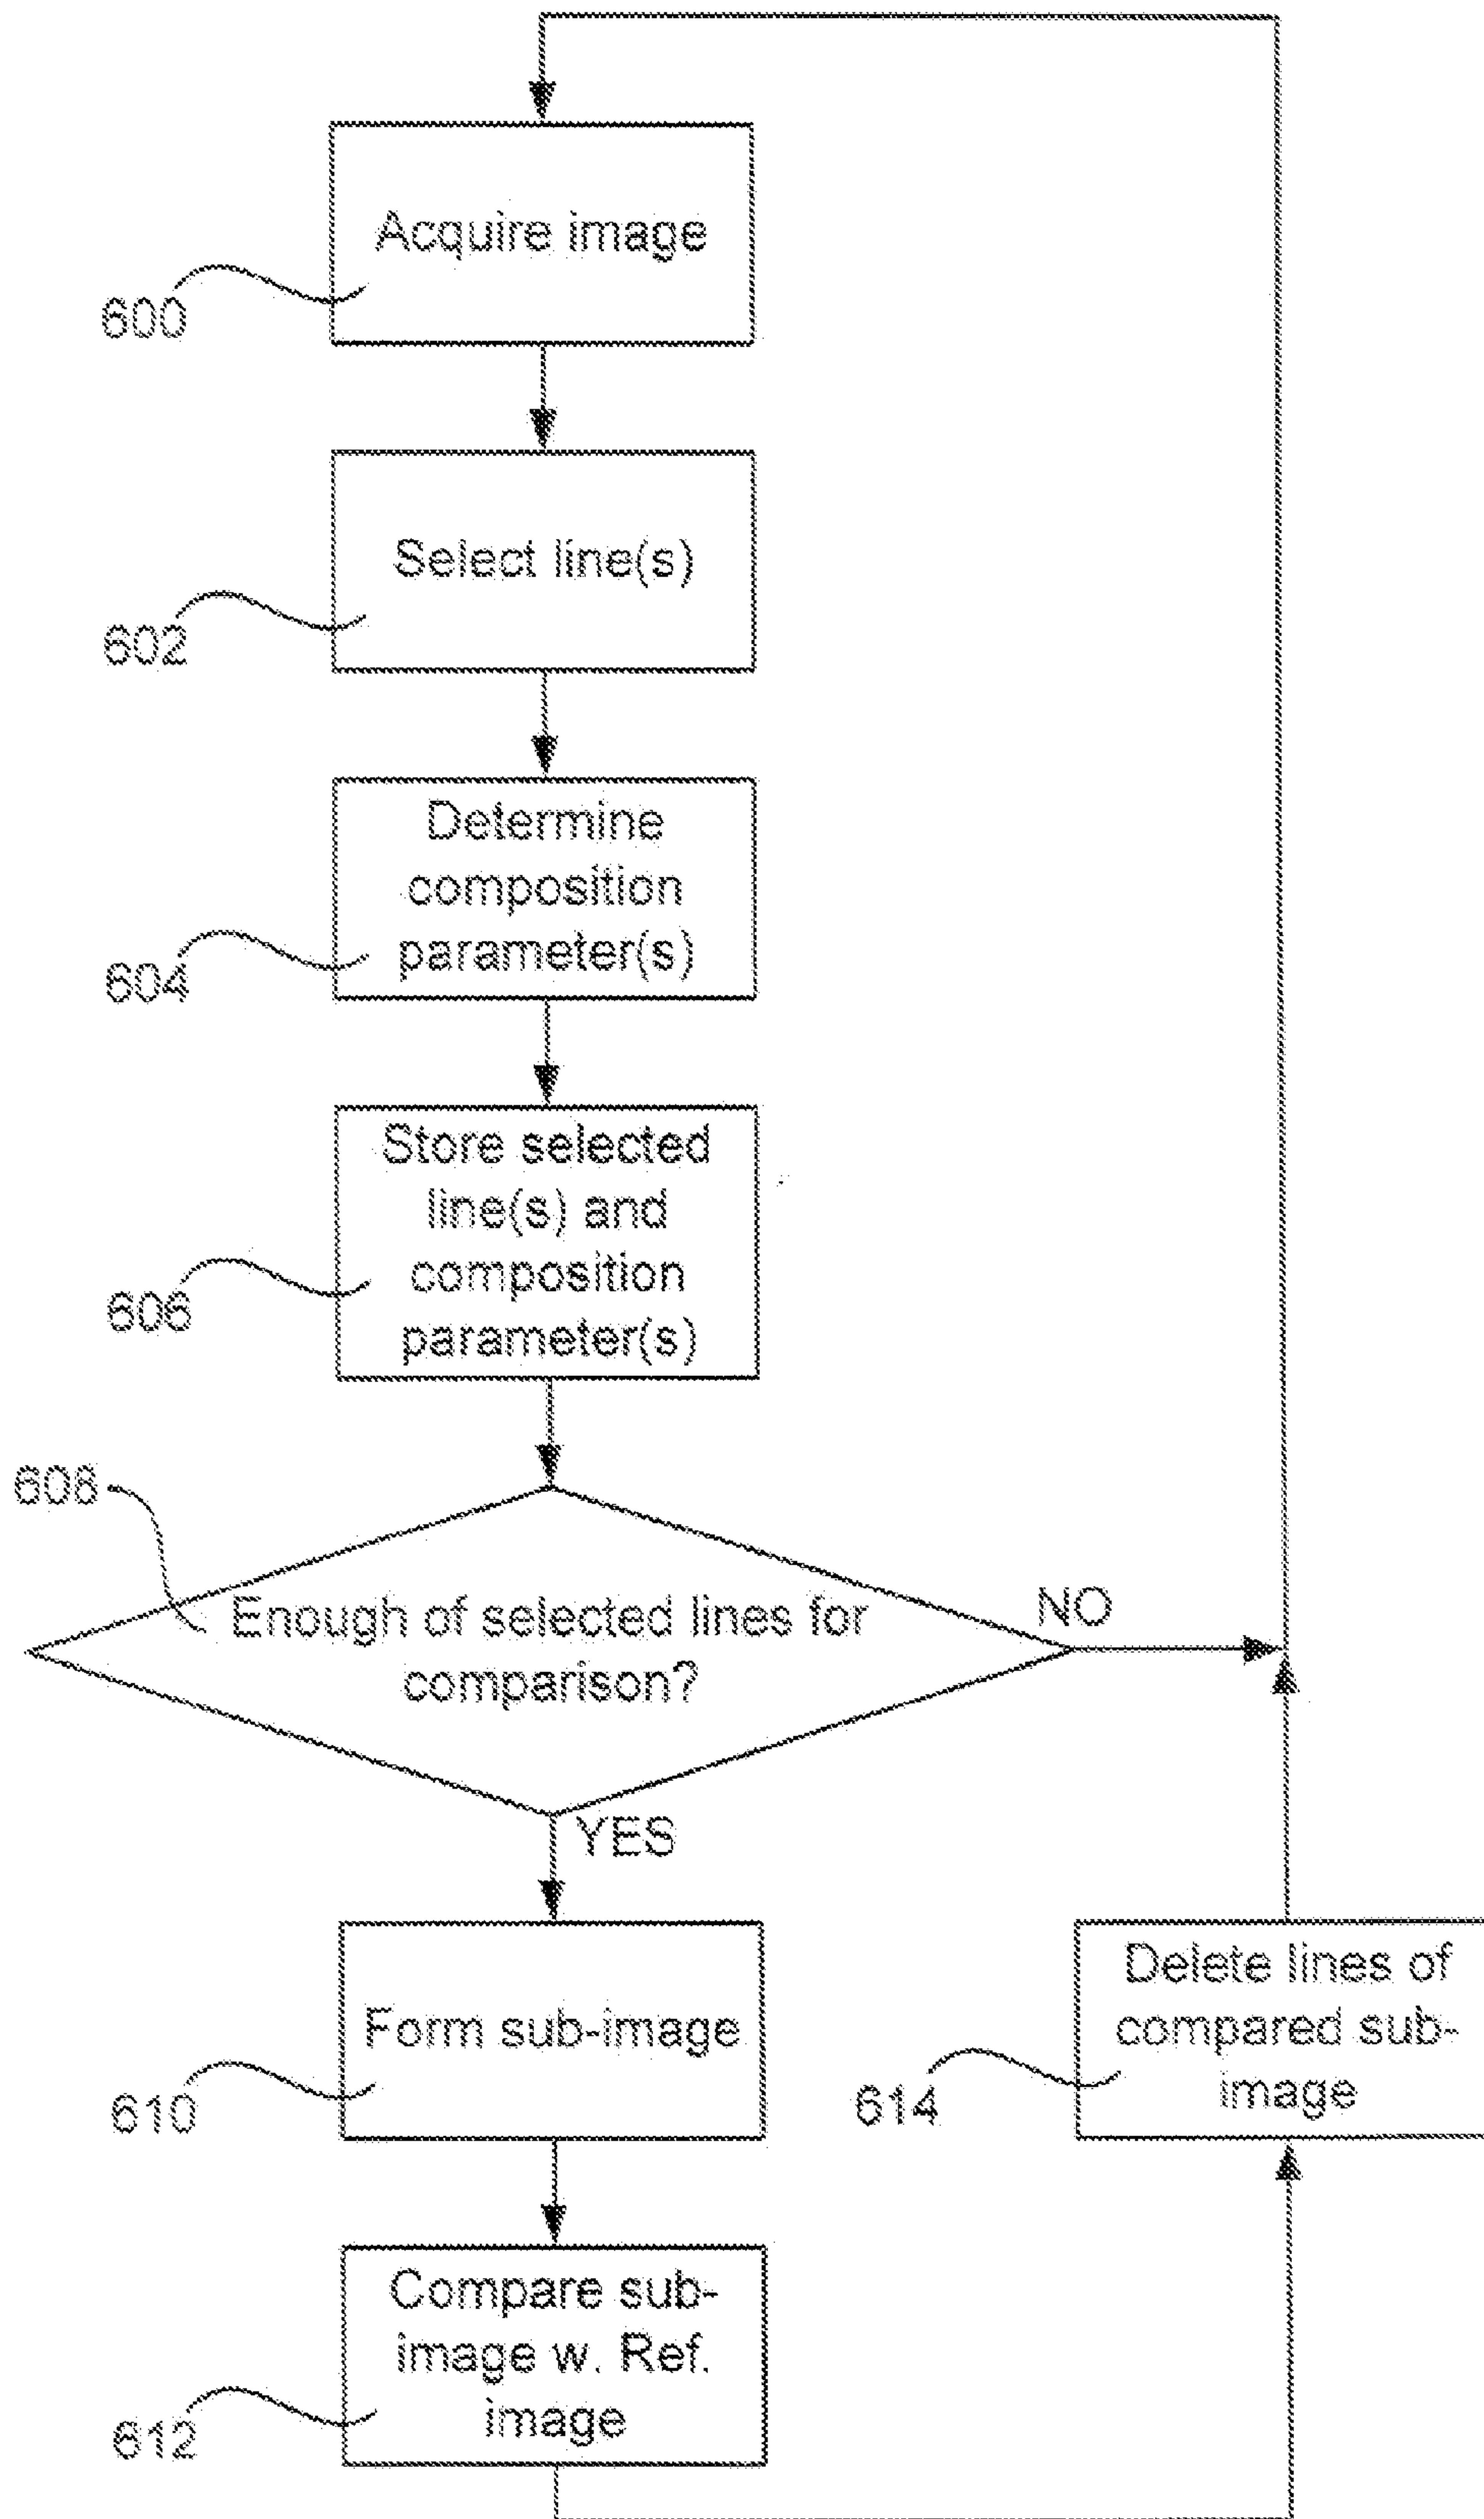 Acquire image
600
Select line(s)
602
Determine
composition
parameter(s)
604
Store selected
line(s) and
composition
parameter(s)
606
608
Enough of selected lines for
comparison?
NO
YES
Form sub-image
610
Delete lines of
compared sub-
image
614
Compare sub-
image w. Ref.
image
612